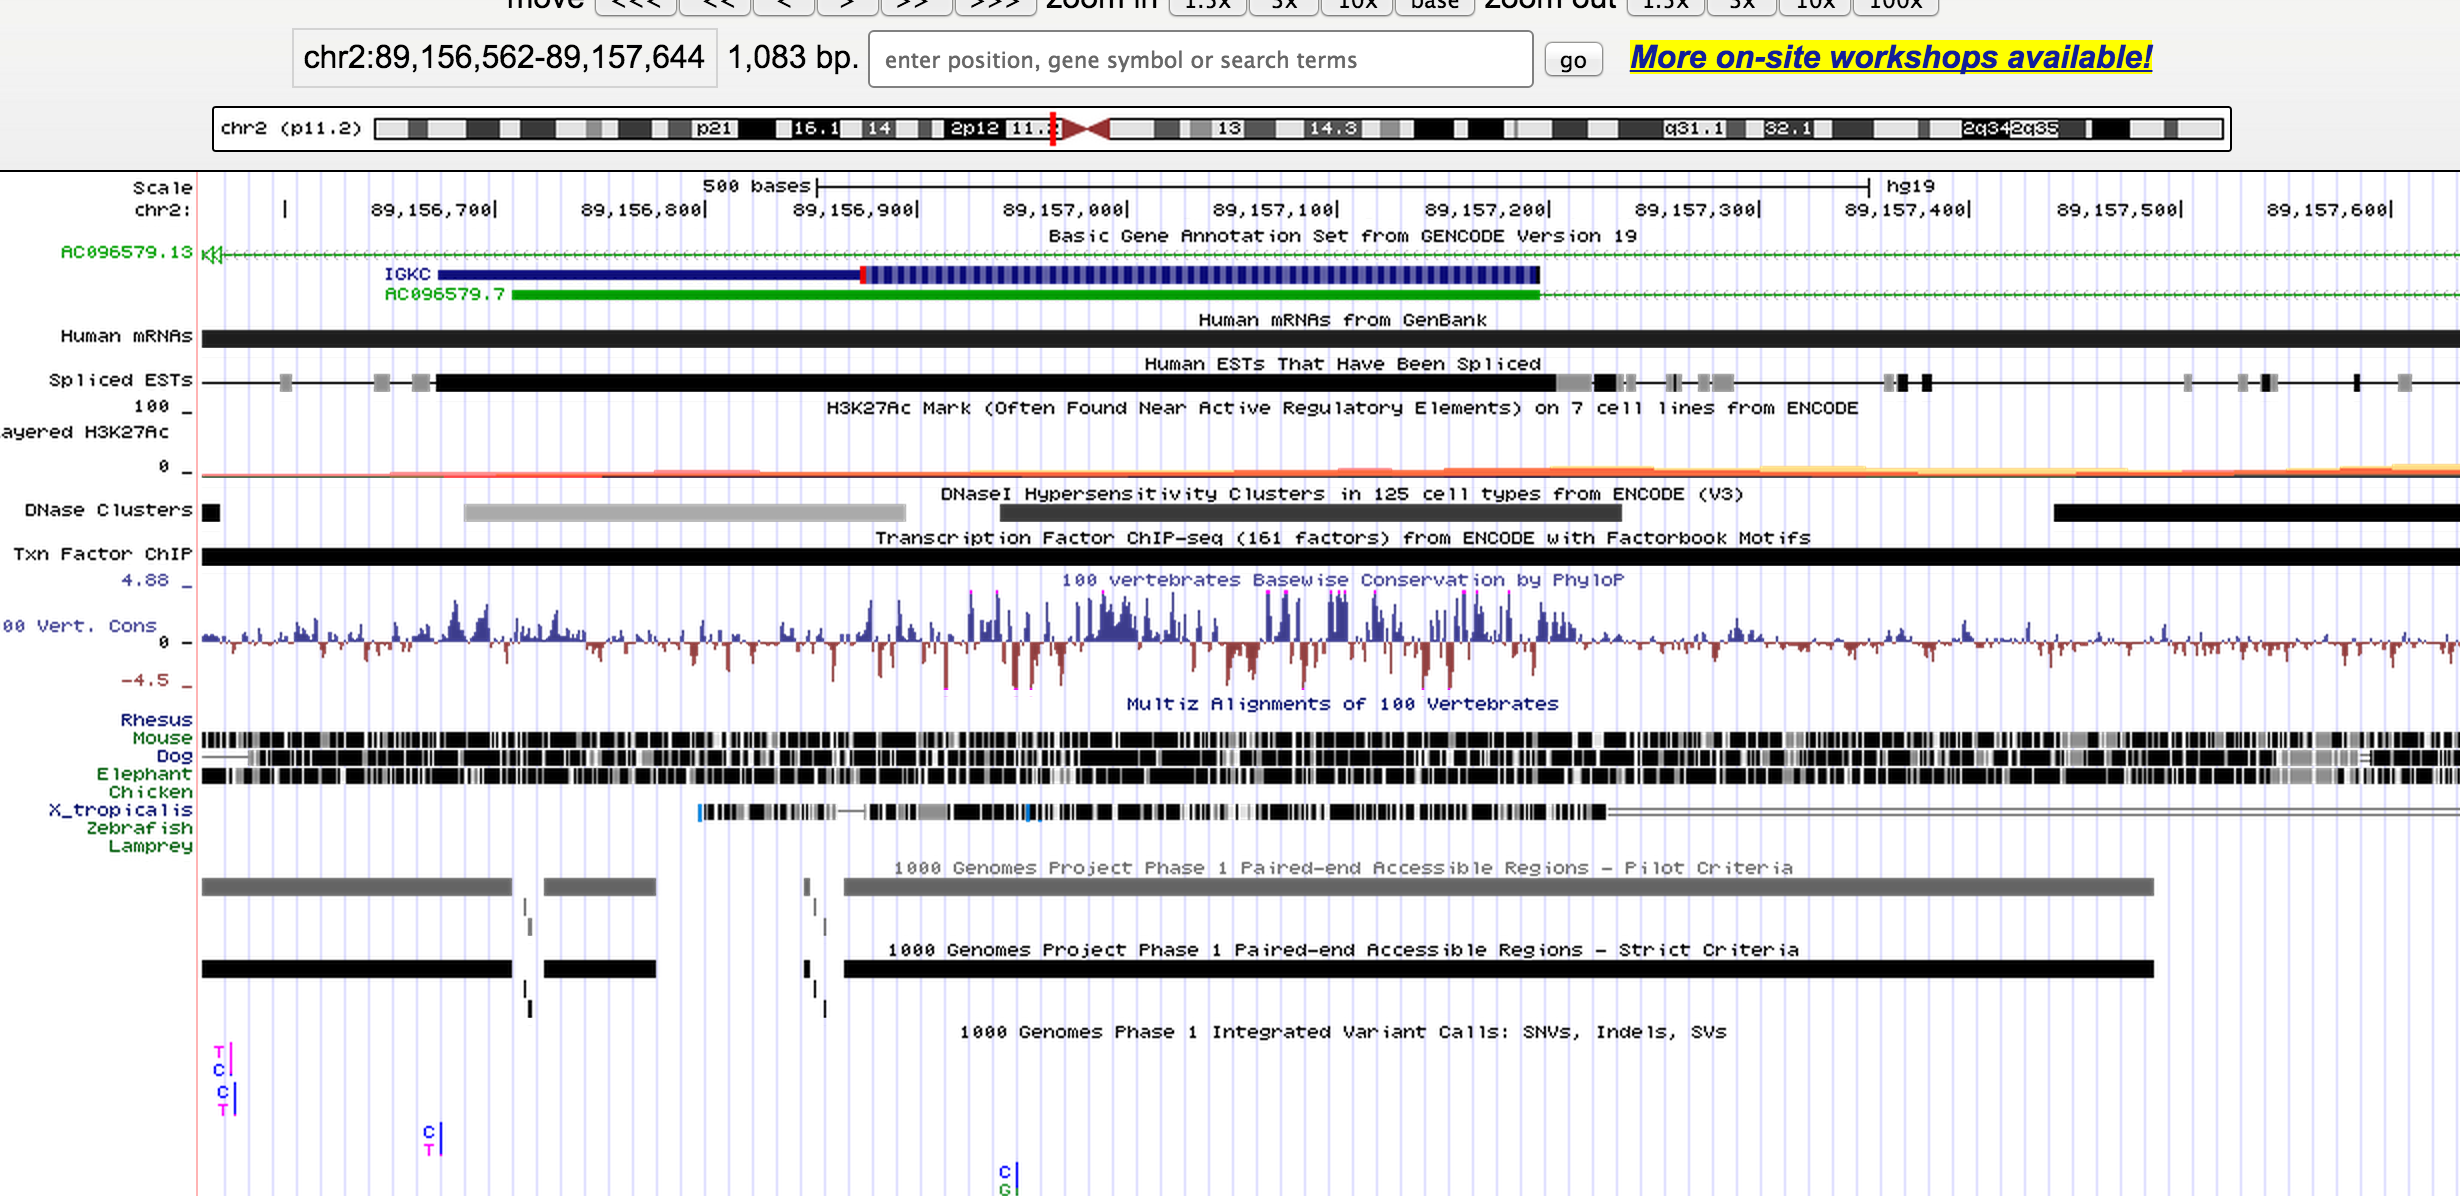 move <<< << < > >> >>> zoom in 1.5x 3x 10x base zoom out 1.5x 3x 10x 100x
chr2:89,156,562-89,157,644 1,083 bp. enter position, gene symbol or search terms go More on-site workshops available!
chr2 (p11.2) p21 16.1 14 2p12 11.2 13 14.3 q31.1 32.1 2q34 2q35
Scale 500 bases hg19
chr2: 89,156,700 89,156,800 89,156,900 89,157,000 89,157,100 89,157,200 89,157,300 89,157,400 89,157,500 89,157,600
Basic Gene Annotation Set from GENCODE Version 19
AC096579.13
IGKC
AC096579.7
Human mRNAs from GenBank
Human mRNAs
Human ESTs That Have Been Spliced
Spliced ESTs
100 _ H3K27Ac Mark (Often Found Near Active Regulatory Elements) on 7 cell lines from ENCODE
ayered H3K27Ac
0 _
DNaseI Hypersensitivity Clusters in 125 cell types from ENCODE (V3)
DNase Clusters
Transcription Factor ChIP-seq (161 factors) from ENCODE with Factorbook Motifs
Txn Factor ChIP
4.88 _ 100 vertebrates Basewise Conservation by PhyloP
00 Vert. Cons
0 _
-4.5 _
Multiz Alignments of 100 Vertebrates
Rhesus
Mouse
Dog
Elephant
Chicken
X_tropicalis
Zebrafish
Lamprey
1000 Genomes Project Phase 1 Paired-end Accessible Regions - Pilot Criteria
1000 Genomes Project Phase 1 Paired-end Accessible Regions - Strict Criteria
1000 Genomes Phase 1 Integrated Variant Calls: SNVs, Indels, SVs
T
C
C
T
C
T
C
G